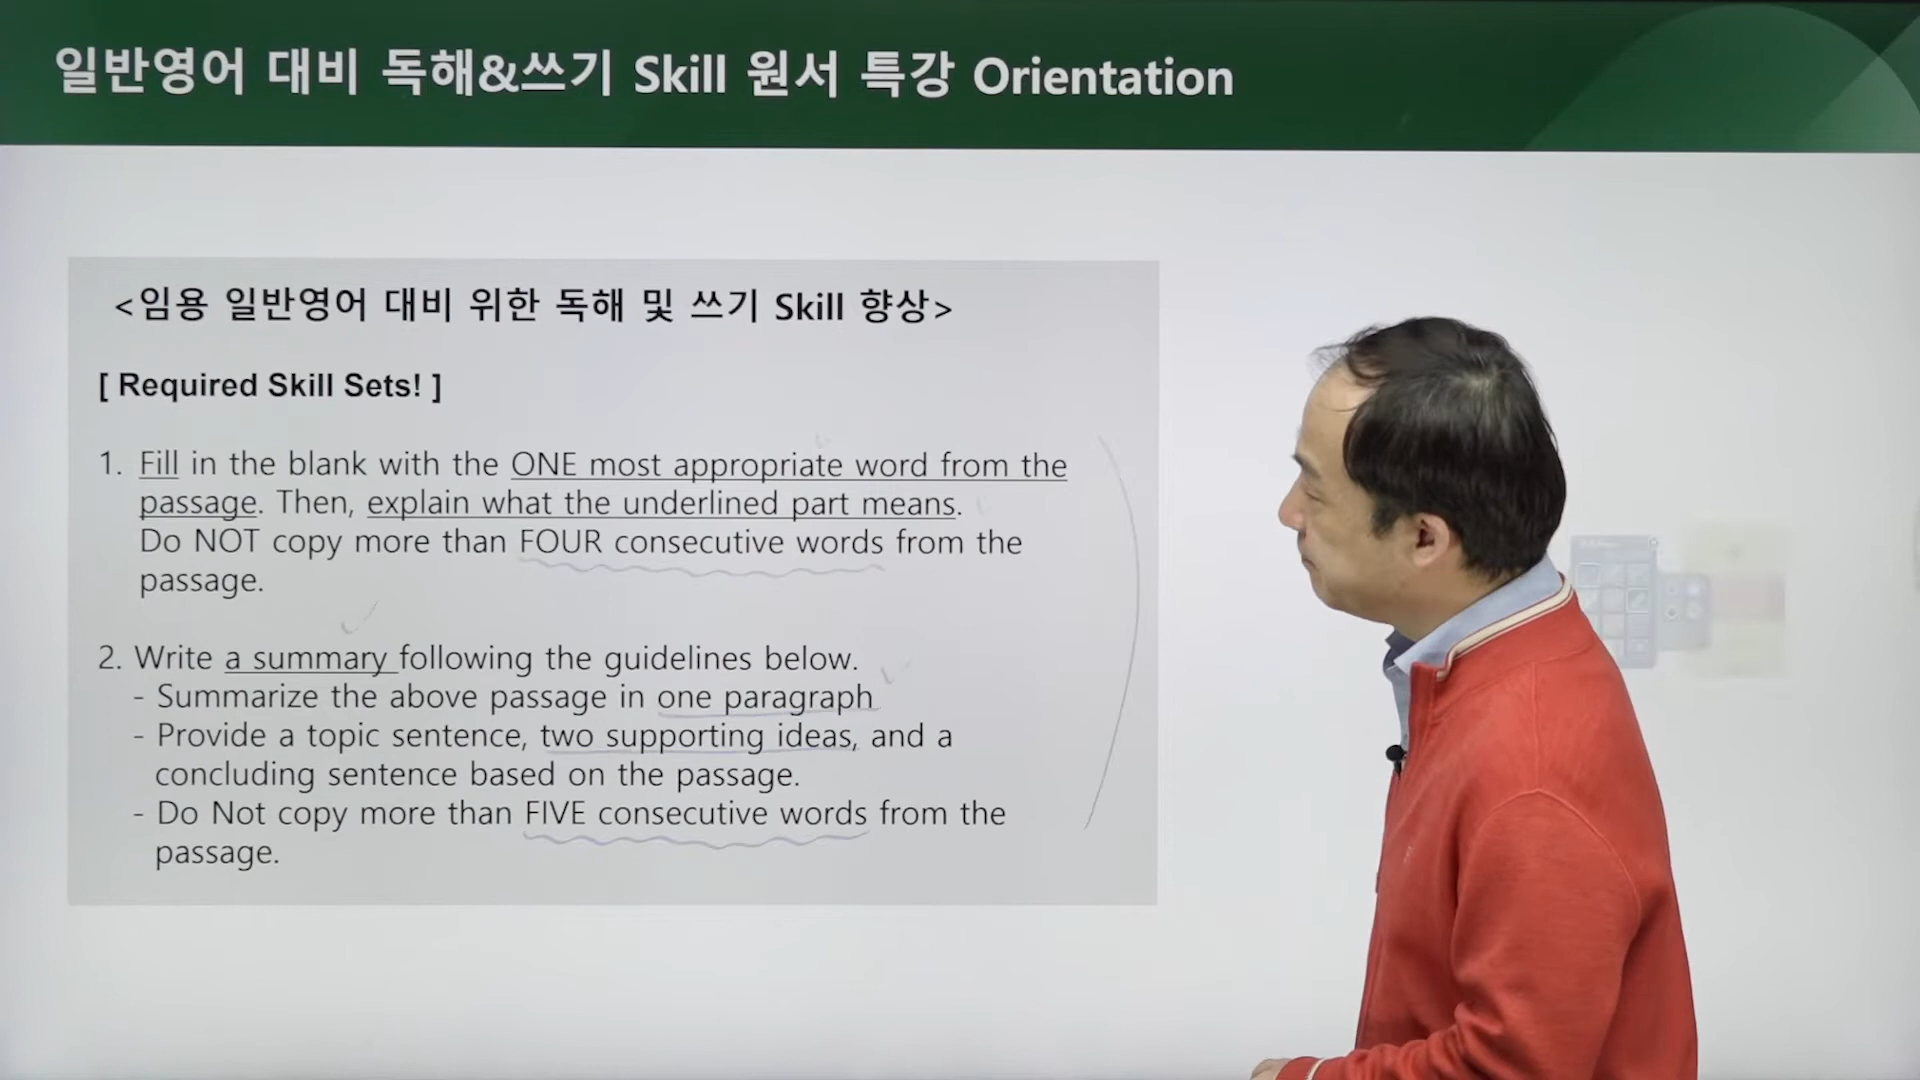 일반영어 대비 독해&쓰기 Skill 원서 특강 Orientation
<임용 일반영어 대비 위한 독해 및 쓰기 Skill 향상>
[ Required Skill Sets! ]
1. Fill in the blank with the ONE most appropriate word from the
passage. Then, explain what the underlined part means.
Do NOT copy more than FOUR consecutive words from the
passage.
2. Write a summary following the guidelines below.
- Summarize the above passage in one paragraph
- Provide a topic sentence, two supporting ideas, and a
concluding sentence based on the passage.
- Do Not copy more than FIVE consecutive words from the
passage.